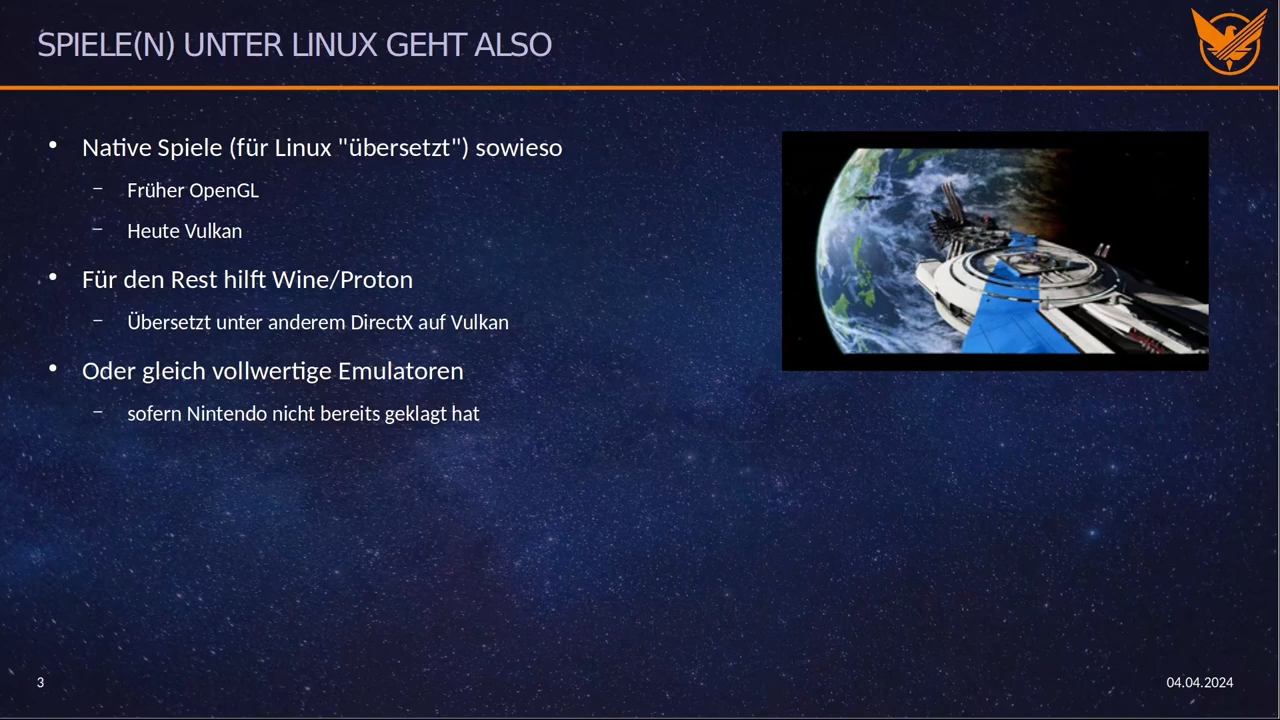 SPIELE(N) UNTER LINUX GEHT ALSO
• Native Spiele (für Linux "übersetzt") sowieso
– Früher OpenGL
– Heute Vulkan
• Für den Rest hilft Wine/Proton
– Übersetzt unter anderem DirectX auf Vulkan
• Oder gleich vollwertige Emulatoren
– sofern Nintendo nicht bereits geklagt hat
3
04.04.2024